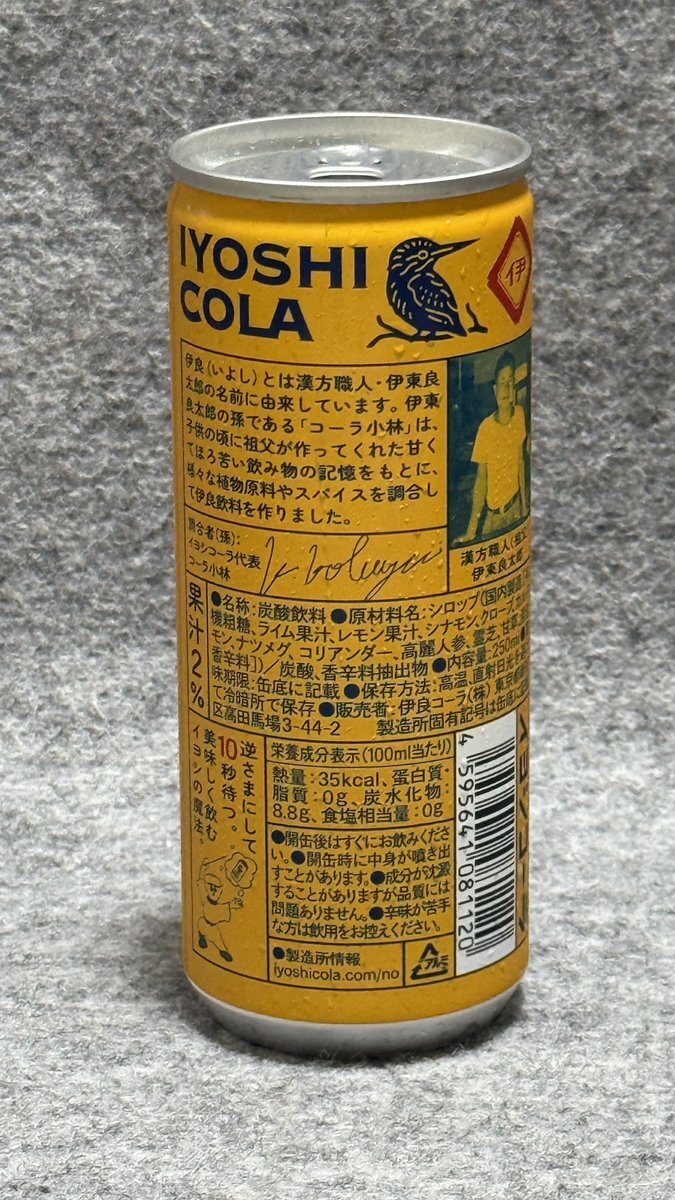 IYOSHI
COLA
伊
伊良(いよし)とは漢方職人・伊東良
太郎の名前に由来しています。伊東
良太郎の孫である「コーラ小林」は、
子供の頃に祖父が作ってくれた甘く
てほろ苦い飲み物の記憶をもとに、
様々な植物原料やスパイスを調合し
て伊良飲料を作りました。
調合者(孫):
イヨシコーラ代表
コーラ小林
漢方職人(祖父)
伊東良太郎
果汁2%
●名称:炭酸飲料 ●原材料名:シロップ(国内製造)
機粗糖、ライム果汁、レモン果汁、シナモン、クローブ、
モン、ナツメグ、コリアンダー、高麗人参、霊芝、甘草、
香辛料])/炭酸、香辛料抽出物 ●内容量:250ml ●
味期限:缶底に記載 ●保存方法:高温、直射日光を
て冷暗所で保存 ●販売者:伊良コーラ(株) 東京都
区高田馬場3-44-2 製造所固有記号は缶底に
逆さまにして
10秒待つ。
美味しく飲む
イヨシの魔法。
栄養成分表示(100ml当たり)
熱量:35kcal、蛋白質・
脂質:0g、炭水化物:
8.8g、食塩相当量:0g
●開缶後はすぐにお飲みくださ
い。●開缶時に中身が噴き出
すことがあります。●成分が沈澱
することがありますが品質には
問題ありません。●辛味が苦手
な方は飲用をお控えください。
●製造所情報
iyoshicola.com/no
アルミ
4 595641 081120